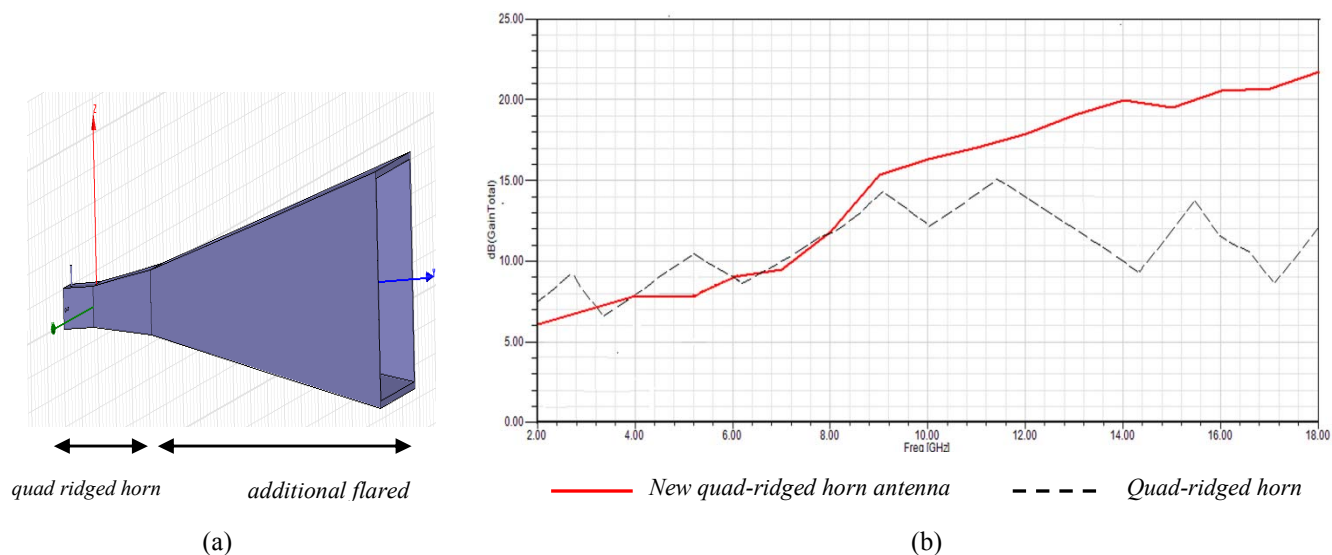 Z
quad ridged horn
additional flared
(a)
25.00
20.00
15.00
10.00
5.00
0.00
dB(GainTotal)
2.00 4.00 6.00 8.00 10.00 12.00 14.00 16.00 18.00
Freq [GHz]
New quad-ridged horn antenna
Quad-ridged horn
(b)